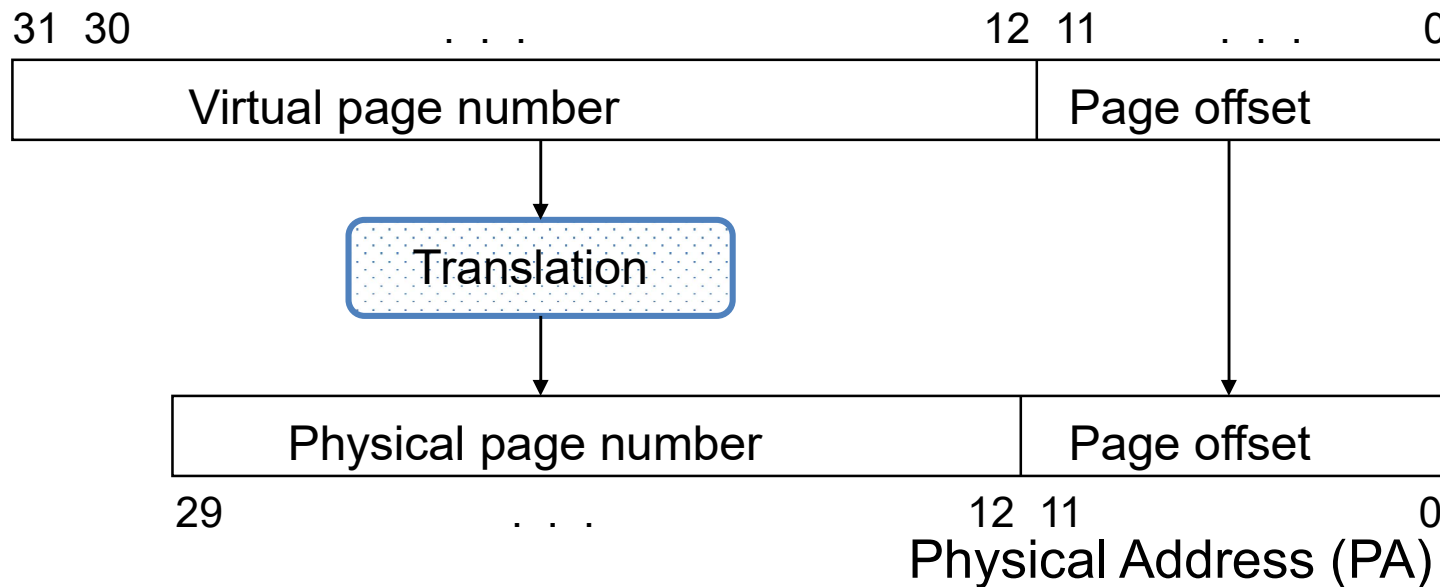 31 30 . . . 12 11 . . . 0
Virtual page number Page offset
Translation
Physical page number Page offset
29 . . . 12 11 0
Physical Address (PA)